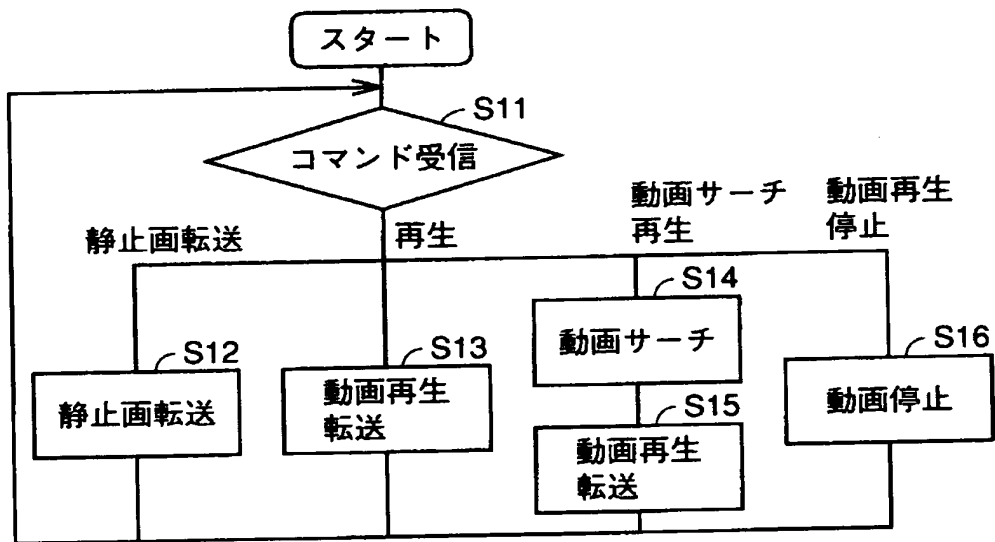 スタート
S11
コマンド受信
静止画転送
再生
動画サーチ
再生
動画再生
停止
S14
動画サーチ
S12
静止画転送
S13
動画再生
転送
S15
動画再生
転送
S16
動画停止